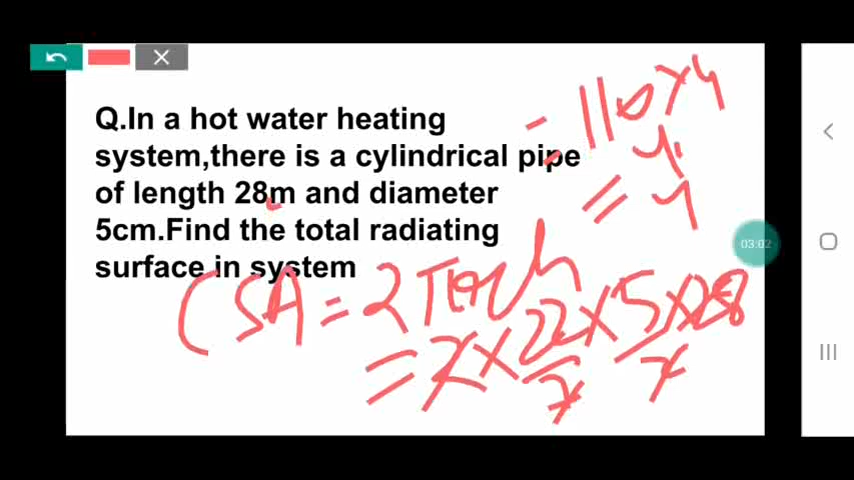 Q.In a hot water heating
system,there is a cylindrical pipe
of length 28m and diameter
5cm.Find the total radiating
surface in system
CSA = 2πrh
= 2 × 22/7 × 5/2 × 28
= 110 × 4
=
03:02